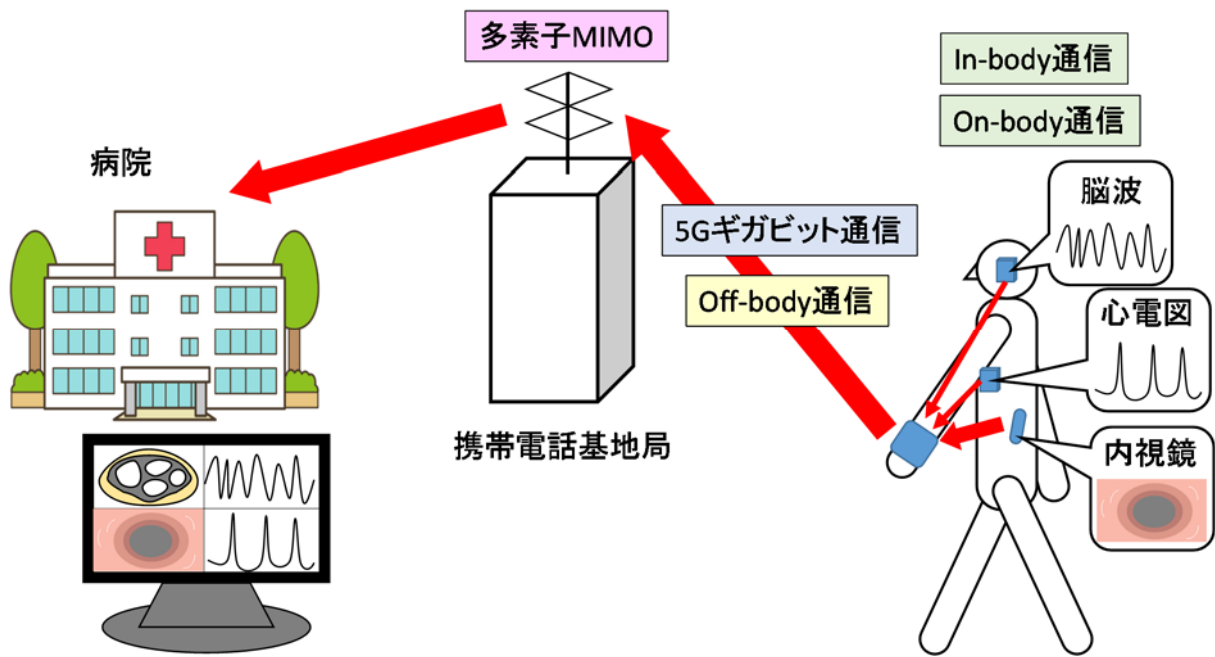 多素子MIMO
In-body通信
On-body通信
病院
脳波
5Gギガビット通信
Off-body通信
心電図
携帯電話基地局
内視鏡